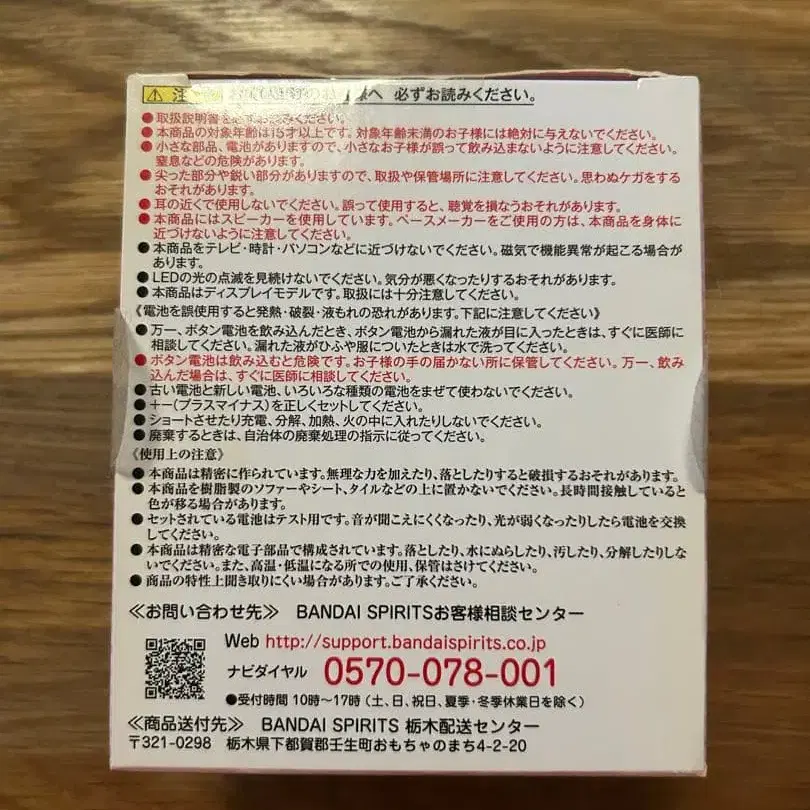 ⚠ 注 お 様へ 必ずお読みください。
●取扱説明書を必ずお読みください。
●本商品の対象年齢は15才以上です。対象年齢未満のお子様には絶対に与えないでください。
●小さな部品、電池がありますので、小さなお子様が誤って飲み込まないように注意してください。
窒息などの危険があります。
●尖った部分や鋭い部分がありますので、取扱や保管場所に注意してください。思わぬケガをする
おそれがあります。
●耳の近くで使用しないでください。誤って使用すると、聴覚を損なうおそれがあります。
●本商品にはスピーカーを使用しています。ペースメーカーをご使用の方は、本商品を身体に
近づけないように注意してください。
●本商品をテレビ・時計・パソコンなどに近づけないでください。磁気で機能異常が起こる場合が
あります。
●LEDの光の点滅を見続けないでください。気分が悪くなったりするおそれがあります。
●本商品はディスプレイモデルです。取扱には十分注意してください。
《電池を誤使用すると発熱・破裂・液もれの恐れがあります。下記に注意してください》
●万一、ボタン電池を飲み込んだとき、ボタン電池から漏れた液が目に入ったときは、すぐに医師に
相談してください。漏れた液がひふや服についたときは水で洗ってください。
●ボタン電池は飲み込むと危険です。お子様の手の届かない所に保管してください。万一、飲み
込んだ場合は、すぐに医師に相談してください。
●古い電池と新しい電池、いろいろな種類の電池をまぜて使わないでください。
●+-(プラスマイナス)を正しくセットしてください。
●ショートさせたり充電、分解、加熱、火の中に入れたりしないでください。
●廃棄するときは、自治体の廃棄処理の指示に従ってください。
《使用上の注意》
●本商品は精密に作られています。無理な力を加えたり、落としたりすると破損するおそれがあります。
●本商品を樹脂製のソファーやシート、タイルなどの上に置かないでください。長時間接触していると
色が移る場合があります。
●セットされている電池はテスト用です。音が聞こえにくくなったり、光が弱くなったりしたら電池を交換
してください。
●本商品は精密な電子部品で構成されています。落としたり、水にぬらしたり、汚したり、分解したりしな
いでください。また、高温・低温になる所での使用、保管はさけてください。
●商品の特性上聞き取りにくい場合があります。ご了承ください。
≪お問い合わせ先≫ BANDAI SPIRITSお客様相談センター
Web http://support.bandaispirits.co.jp
ナビダイヤル 0570-078-001
●受付時間 10時～17時(土、日、祝日、夏季・冬季休業日を除く)
≪商品送付先≫ BANDAI SPIRITS 栃木配送センター
〒321-0298 栃木県下都賀郡壬生町おもちゃのまち4-2-20